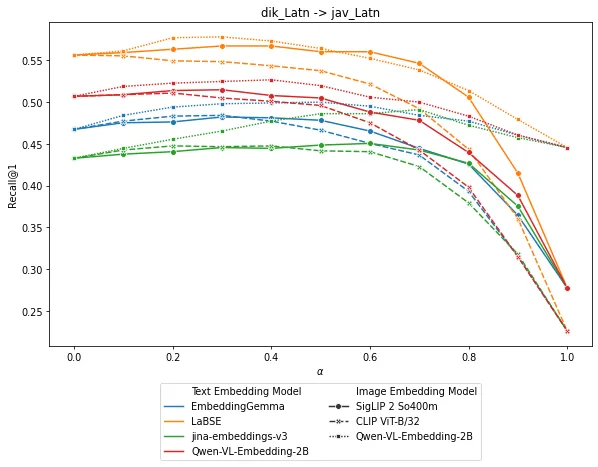 dik_Latn -> jav_Latn
Recall@1
0.55
0.50
0.45
0.40
0.35
0.30
0.25
0.0
0.2
0.4
0.6
0.8
1.0
α
Text Embedding Model
EmbeddingGemma
LaBSE
jina-embeddings-v3
Qwen-VL-Embedding-2B
Image Embedding Model
SigLIP 2 So400m
CLIP ViT-B/32
Qwen-VL-Embedding-2B